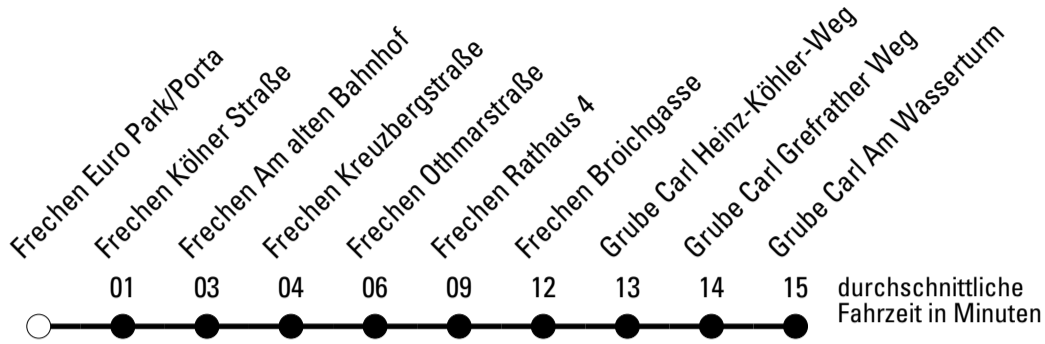 Frechen Euro Park/Porta
Frechen Kölner Straße
Frechen Am alten Bahnhof
Frechen Kreuzbergstraße
Frechen Othmarstraße
Frechen Rathaus 4
Frechen Broichgasse
Grube Carl Heinz-Köhler-Weg
Grube Carl Grefrather Weg
Grube Carl Am Wasserturm
01 03 04 06 09 12 13 14 15
durchschnittliche
Fahrzeit in Minuten